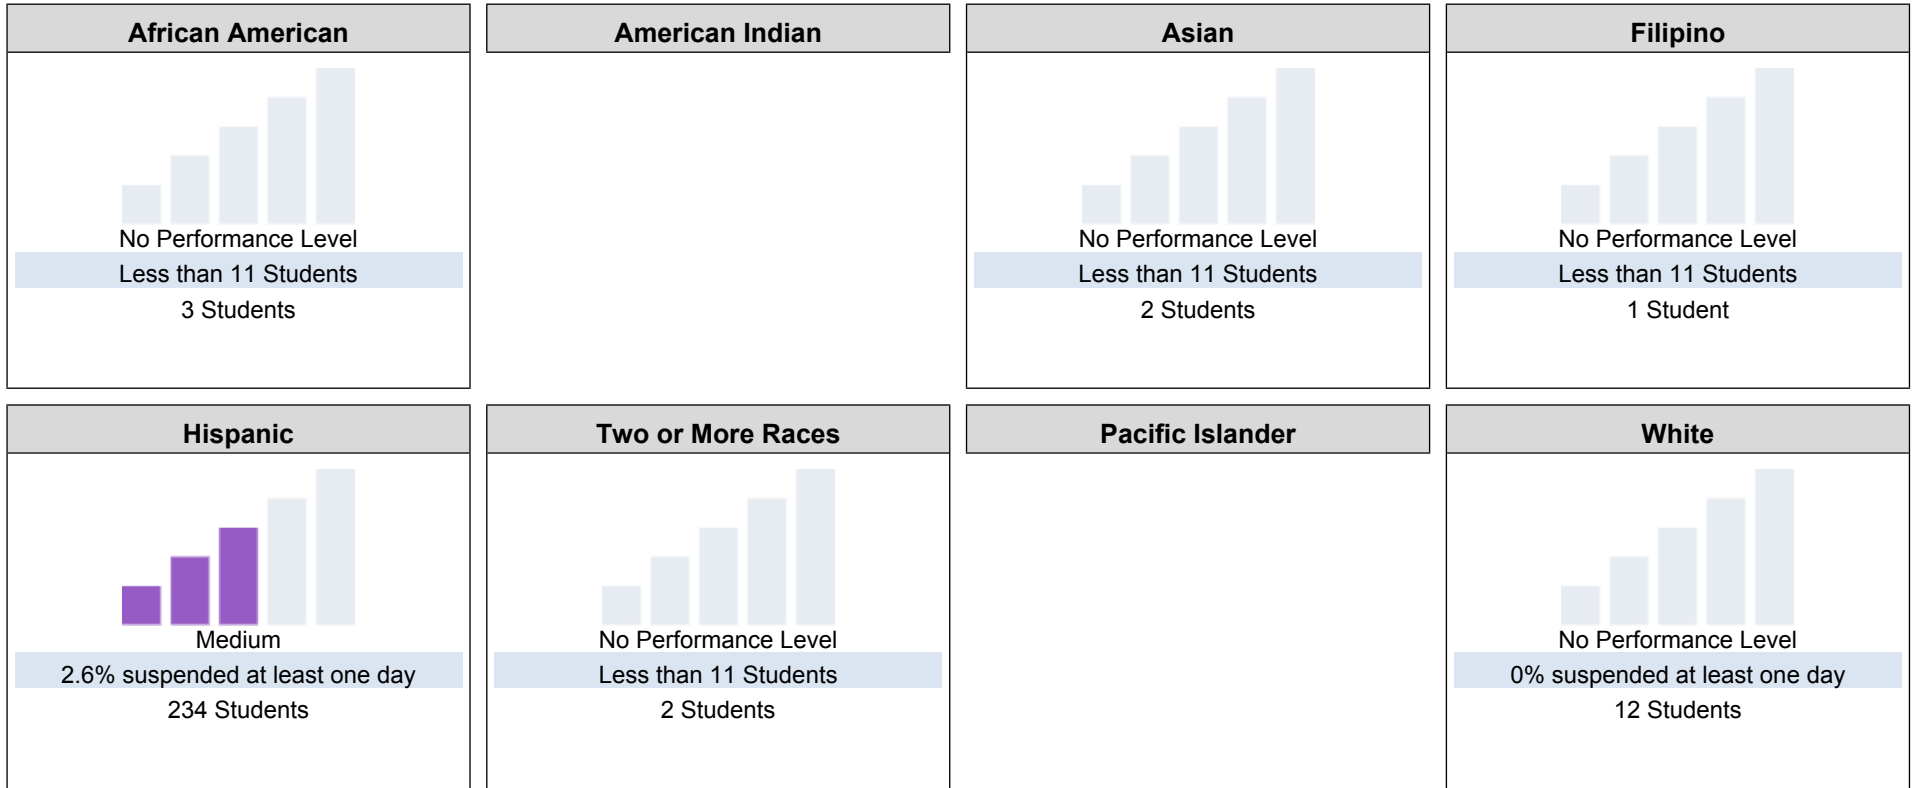 African American
No Performance Level
Less than 11 Students
3 Students
American Indian
Asian
No Performance Level
Less than 11 Students
2 Students
Filipino
No Performance Level
Less than 11 Students
1 Student
Hispanic
Medium
2.6% suspended at least one day
234 Students
Two or More Races
No Performance Level
Less than 11 Students
2 Students
Pacific Islander
White
No Performance Level
0% suspended at least one day
12 Students